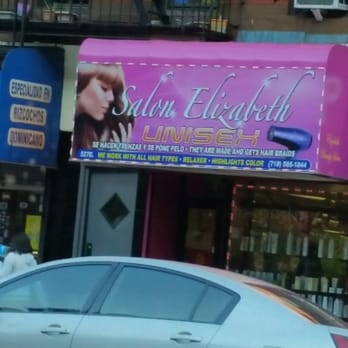 ESPECIALIDAD EN
BIZCOCHOS
DOMINICANO
Salon Elizabeth
UNISEX
SE HACEN TRENZAS Y SE PONE PELO • THEY ARE MADE AND GETS HAIR BRAIDS
WE WORK WITH ALL HAIR TYPES • RELAXER • HIGHLIGHTS COLOR (718) 585-1844